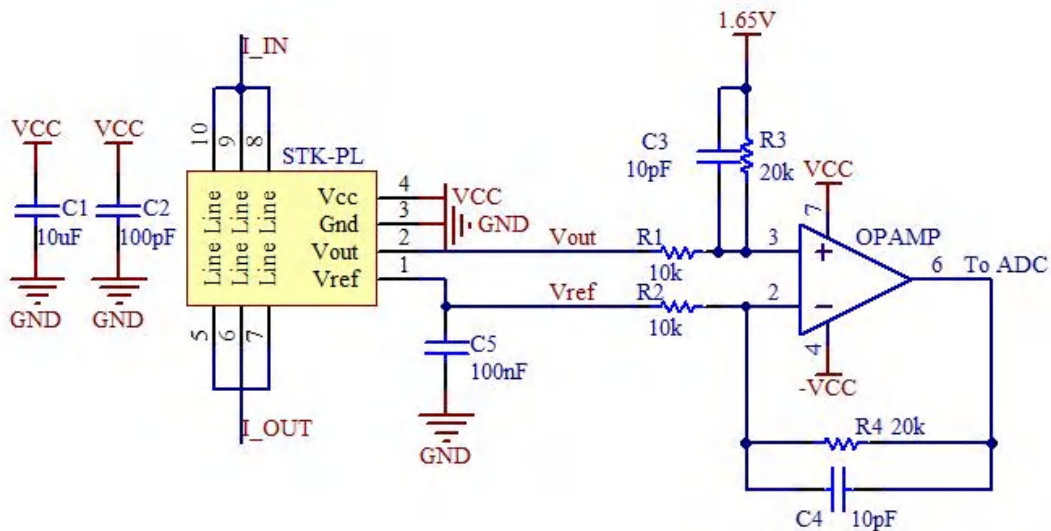 1.65V
I_IN
VCC
VCC
10
9
8
STK-PL
C3
10pF
R3
20k
VCC
C1
10uF
C2
100pF
Line Line
Line Line
Line Line
Vcc
Gnd
Vout
Vref
4
3
2
1
VCC
GND
Vout
R1
10k
Vref
R2
10k
7
OPAMP
3
2
+
−
6
To ADC
4
-VCC
GND
GND
5
6
7
C5
100nF
I_OUT
GND
R4 20k
C4
10pF